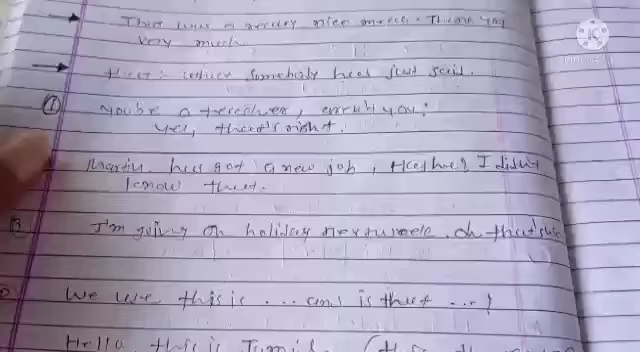 → That was a really nice meal. Thank you
very much.
→ that = what somebody has just said.
① You're a teacher, aren't you?
Yes, that's right.
Martin has got a new job, Has he? I didn't
know that.
I'm going on holiday next week. Oh that's
We use this is ... and is that ...?
Hello this is